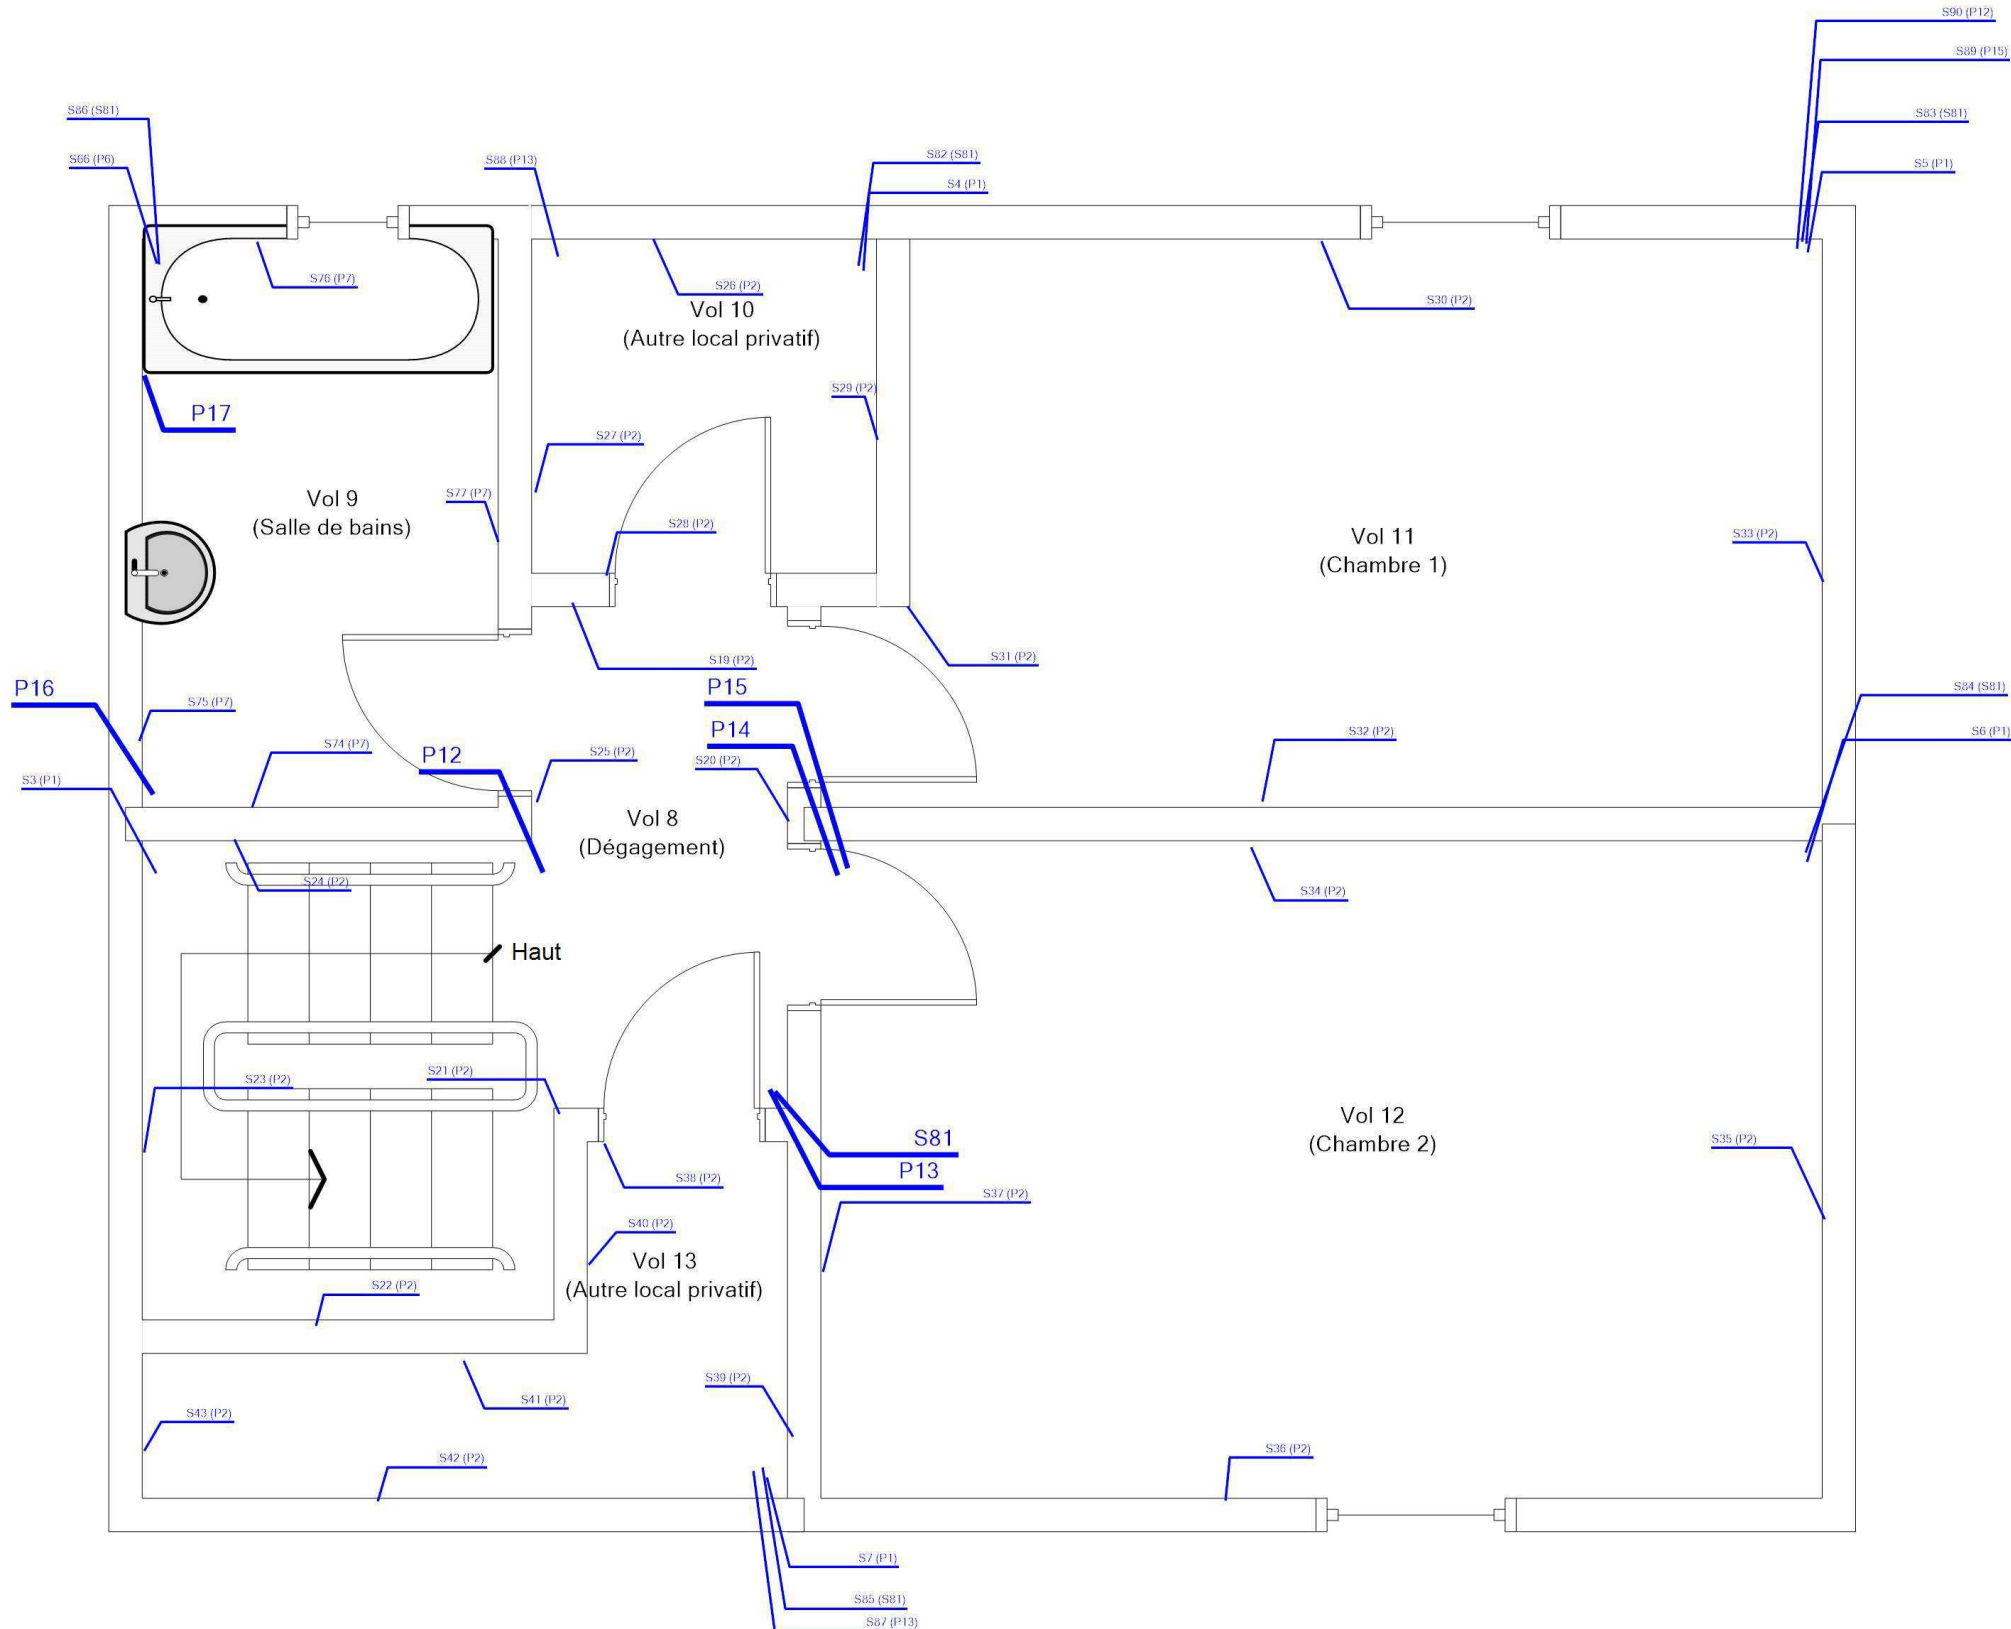 S90 (P12)
S89 (P15)
S86 (S81)
S83 (S81)
S66 (P6)
S88 (P13)
S82 (S81)
S4 (P1)
S5 (P1)
S76 (P7)
S26 (P2)
S30 (P2)
Vol 10
(Autre local privatif)
S29 (P2)
P17
S27 (P2)
Vol 9
(Salle de bains)
S77 (P7)
S28 (P2)
Vol 11
(Chambre 1)
S33 (P2)
S19 (P2)
S31 (P2)
P16
P15
S84 (S81)
S75 (P7)
P14
S6 (P1)
S74 (P7)
P12
S25 (P2)
S20 (P2)
S32 (P2)
S3 (P1)
Vol 8
(Dégagement)
S24 (P2)
S34 (P2)
Haut
S23 (P2)
S21 (P2)
Vol 12
(Chambre 2)
S81
S35 (P2)
P13
S38 (P2)
S37 (P2)
S40 (P2)
Vol 13
(Autre local privatif)
S22 (P2)
S39 (P2)
S41 (P2)
S43 (P2)
S42 (P2)
S36 (P2)
S7 (P1)
S85 (S81)
S87 (P13)